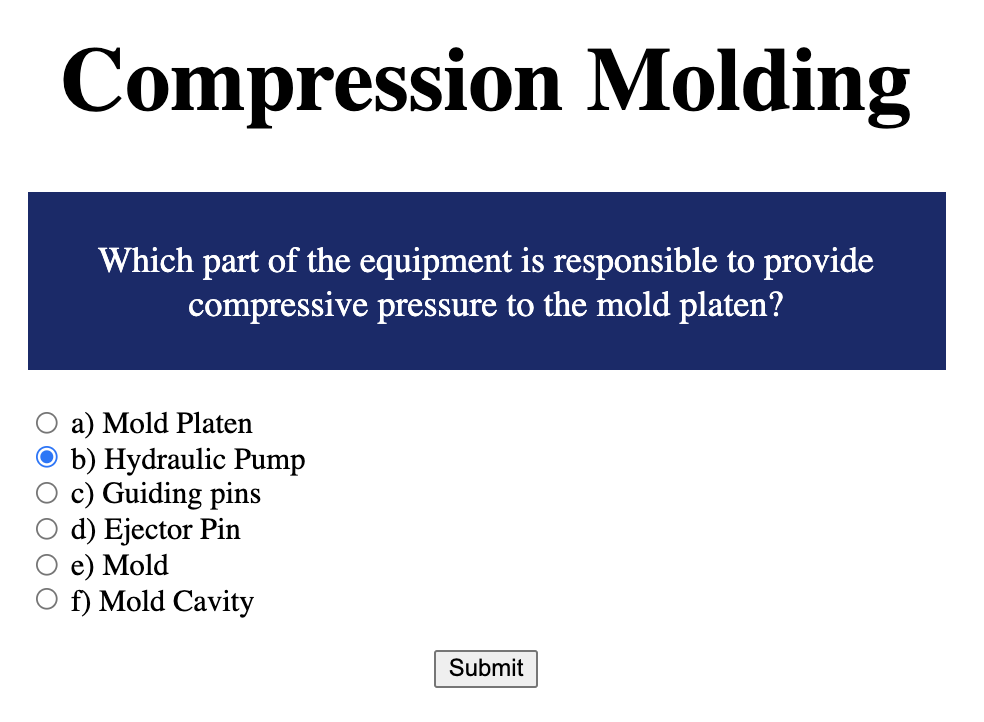 Compression Molding
Which part of the equipment is responsible to provide
compressive pressure to the mold platen?
a) Mold Platen
b) Hydraulic Pump
c) Guiding pins
d) Ejector Pin
e) Mold
f) Mold Cavity
Submit